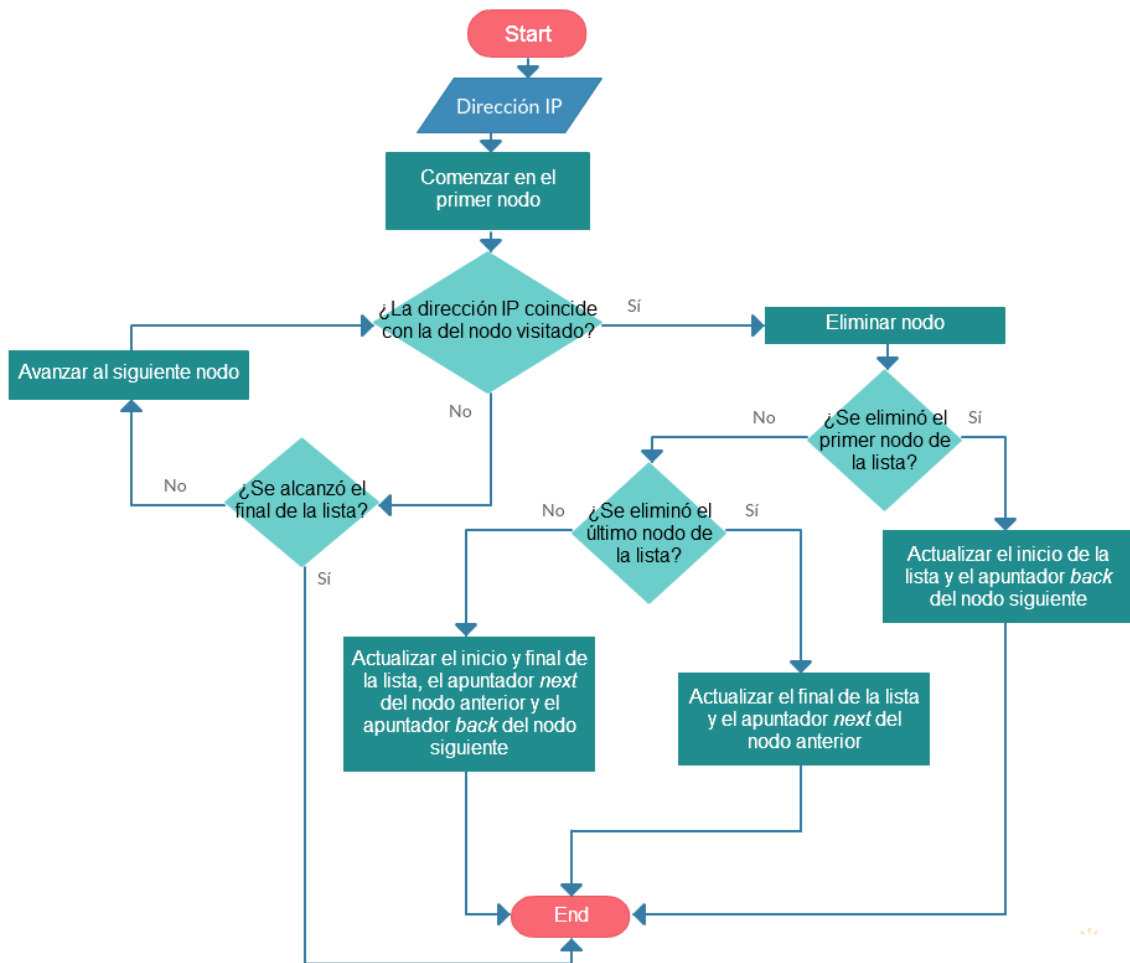 Start
Dirección IP
Comenzar en el
primer nodo
¿La dirección IP coincide
con la del nodo visitado?
Sí
Eliminar nodo
Avanzar al siguiente nodo
No
¿Se eliminó el
primer nodo de
la lista?
No
Sí
¿Se alcanzó el
final de la lista?
No
Sí
¿Se eliminó el
último nodo de
la lista?
No
Sí
Actualizar el inicio de la
lista y el apuntador back
del nodo siguiente
Actualizar el inicio y final de
la lista, el apuntador next
del nodo anterior y el
apuntador back del nodo
siguiente
Actualizar el final de la lista
y el apuntador next del
nodo anterior
End